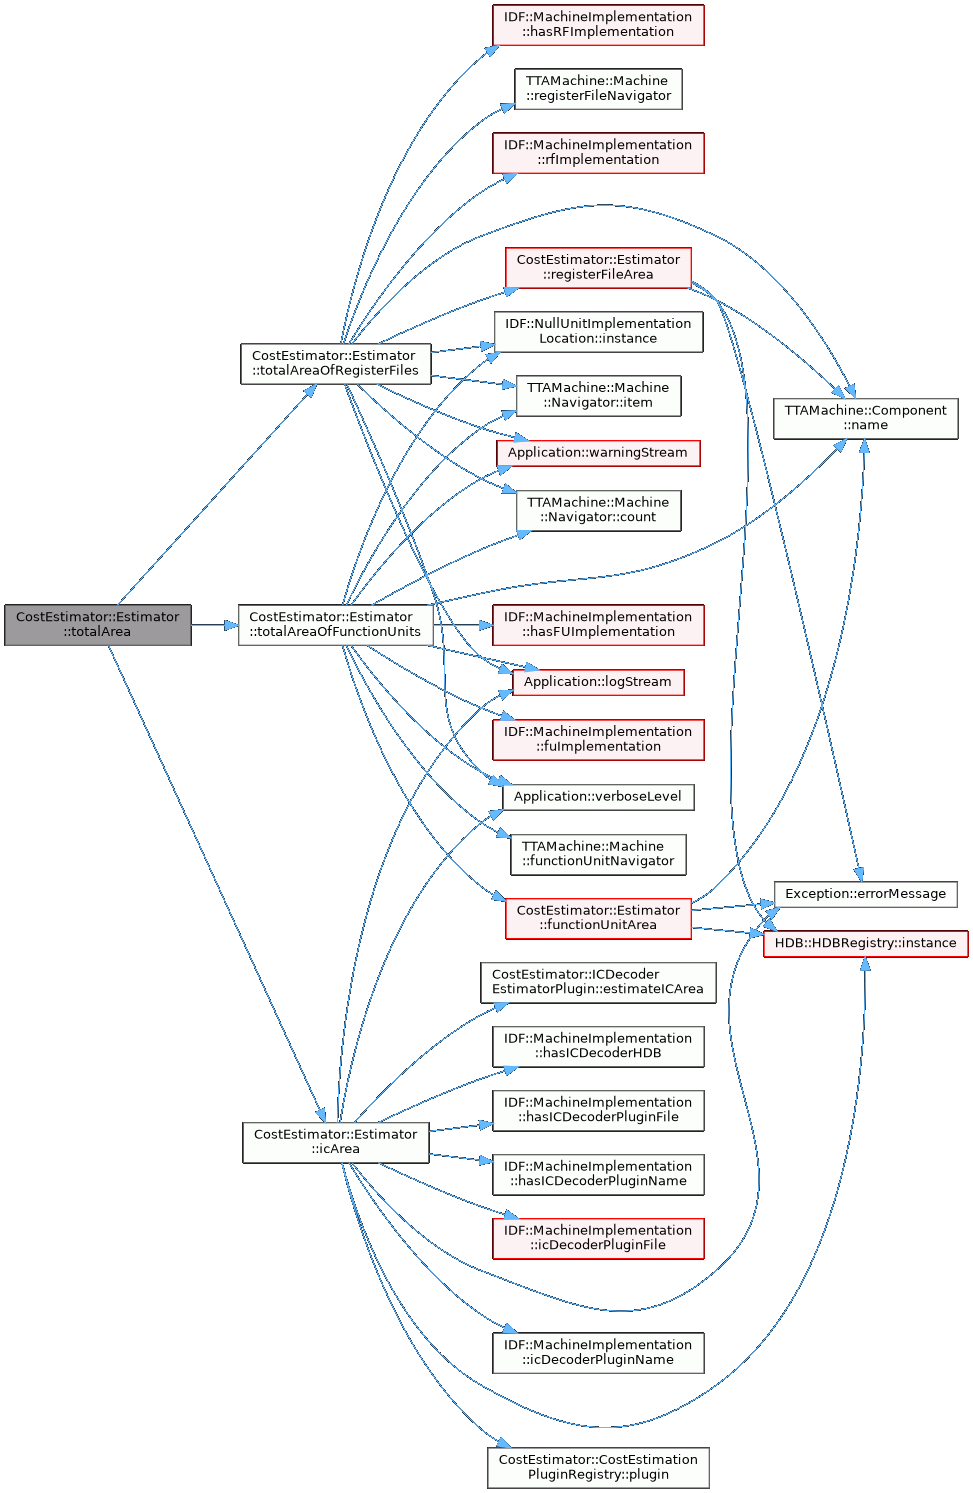 IDF::MachineImplementation
::hasRFImplementation
TTAMachine::Machine
::registerFileNavigator
IDF::MachineImplementation
::rfImplementation
CostEstimator::Estimator
::registerFileArea
IDF::NullUnitImplementation
Location::instance
CostEstimator::Estimator
::totalAreaOfRegisterFiles
TTAMachine::Machine
::Navigator::item
TTAMachine::Component
::name
Application::warningStream
TTAMachine::Machine
::Navigator::count
CostEstimator::Estimator
::totalArea
CostEstimator::Estimator
::totalAreaOfFunctionUnits
IDF::MachineImplementation
::hasFUImplementation
Application::logStream
IDF::MachineImplementation
::fuImplementation
Application::verboseLevel
TTAMachine::Machine
::functionUnitNavigator
Exception::errorMessage
CostEstimator::Estimator
::functionUnitArea
HDB::HDBRegistry::instance
CostEstimator::ICDecoder
EstimatorPlugin::estimateICArea
IDF::MachineImplementation
::hasICDecoderHDB
IDF::MachineImplementation
::hasICDecoderPluginFile
CostEstimator::Estimator
::icArea
IDF::MachineImplementation
::hasICDecoderPluginName
IDF::MachineImplementation
::icDecoderPluginFile
IDF::MachineImplementation
::icDecoderPluginName
CostEstimator::CostEstimation
PluginRegistry::plugin